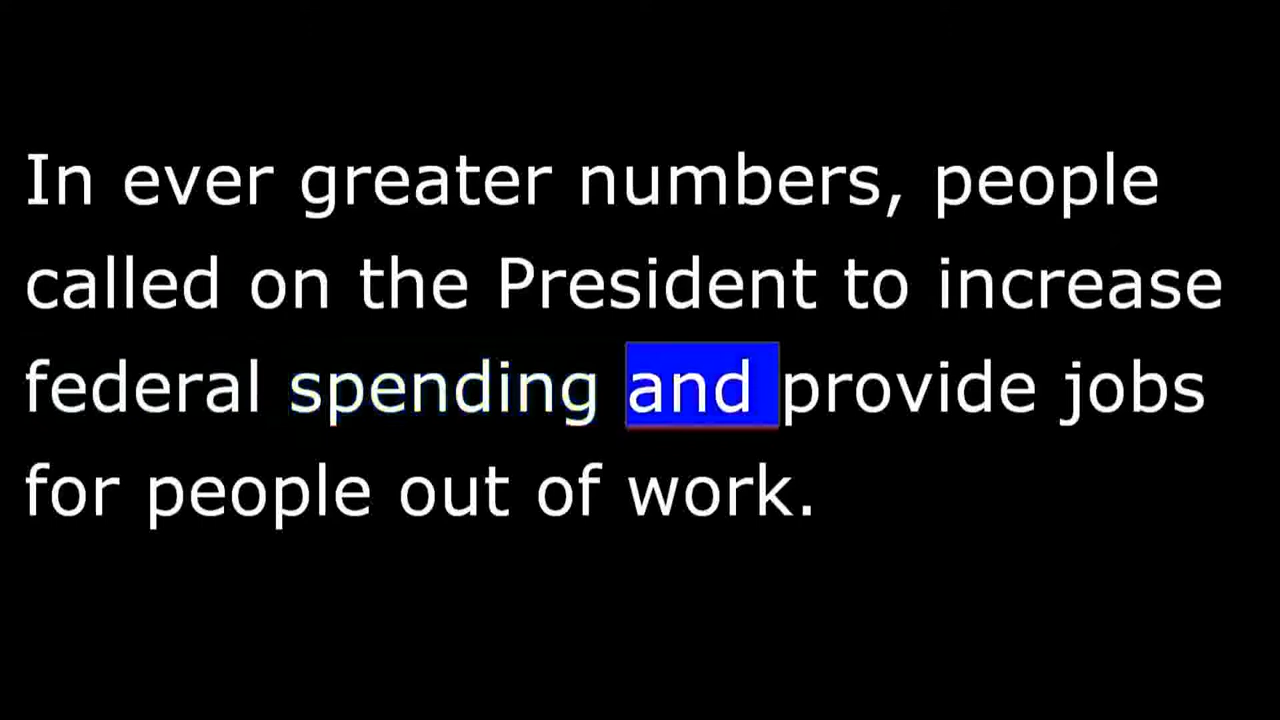 In ever greater numbers, people
called on the President to increase
federal spending and provide jobs
for people out of work.